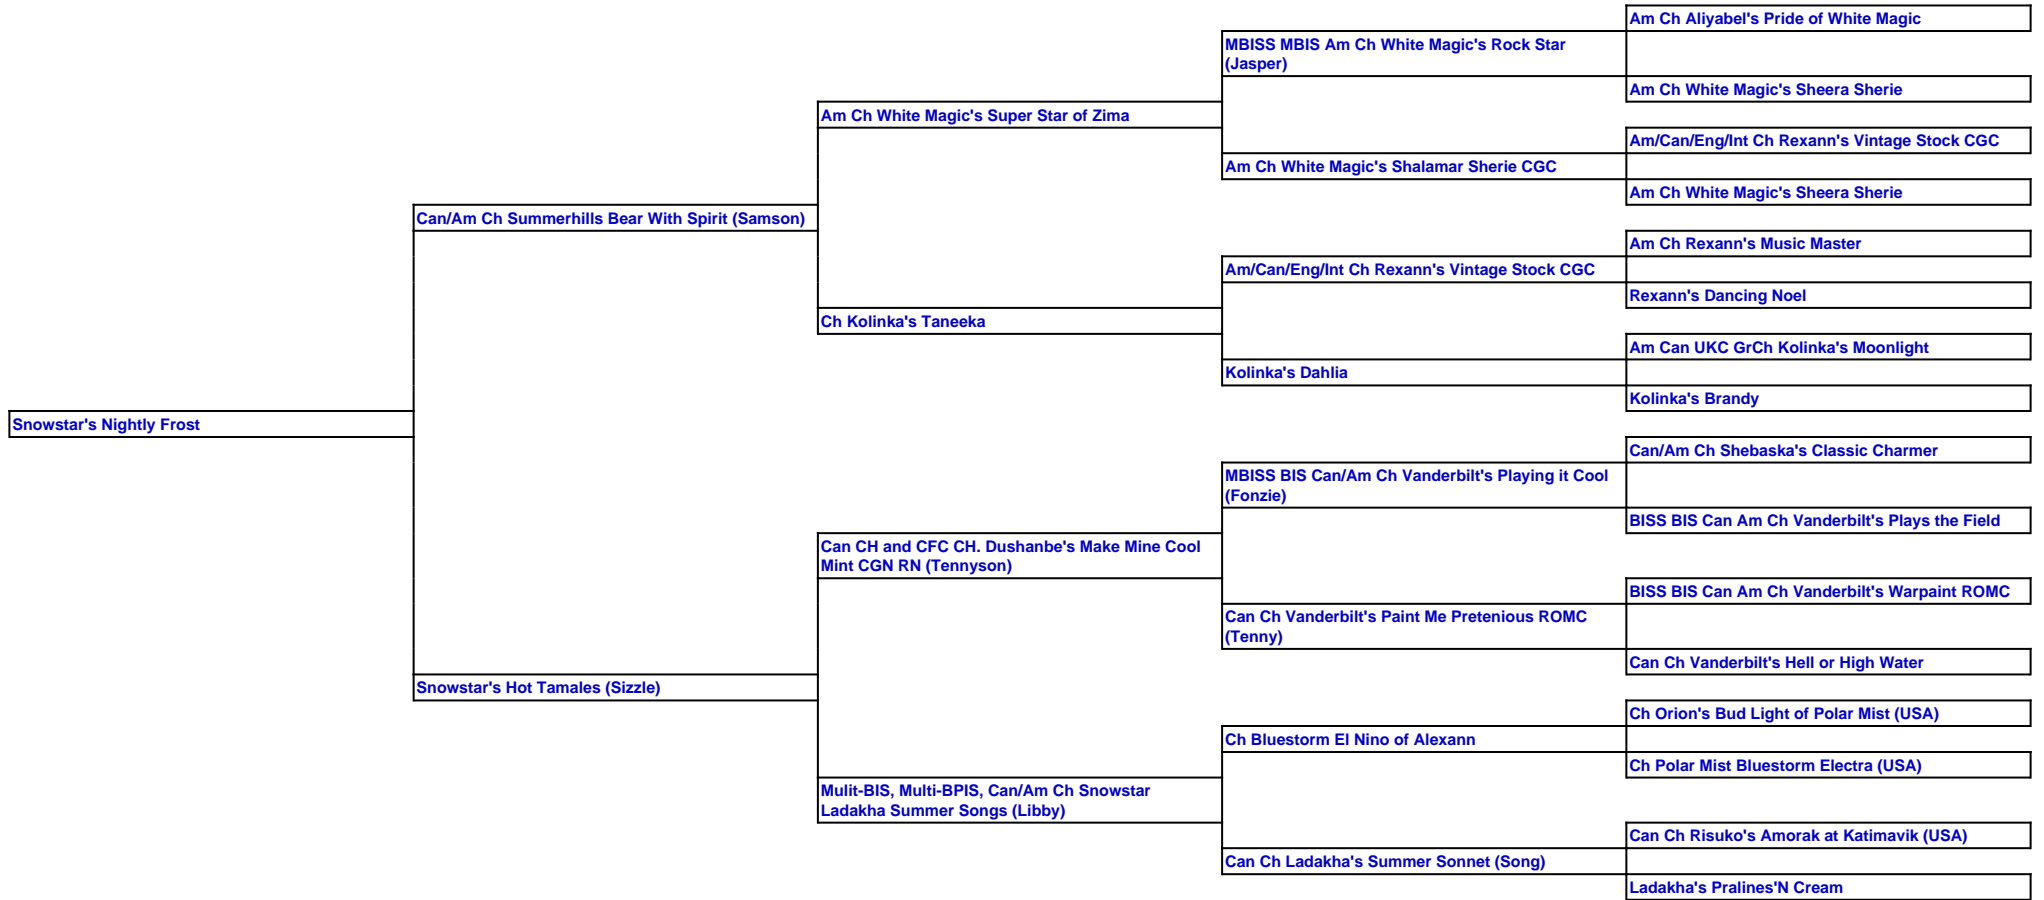 Am Ch Aliyabel's Pride of White Magic
MBISS MBIS Am Ch White Magic's Rock Star
(Jasper)
Am Ch White Magic's Sheera Sherie
Am Ch White Magic's Super Star of Zima
Am/Can/Eng/Int Ch Rexann's Vintage Stock CGC
Am Ch White Magic's Shalamar Sherie CGC
Am Ch White Magic's Sheera Sherie
Can/Am Ch Summerhills Bear With Spirit (Samson)
Am Ch Rexann's Music Master
Am/Can/Eng/Int Ch Rexann's Vintage Stock CGC
Rexann's Dancing Noel
Ch Kolinka's Taneeka
Am Can UKC GrCh Kolinka's Moonlight
Kolinka's Dahlia
Kolinka's Brandy
Snowstar's Nightly Frost
Can/Am Ch Shebaska's Classic Charmer
MBISS BIS Can/Am Ch Vanderbilt's Playing it Cool
(Fonzie)
BISS BIS Can Am Ch Vanderbilt's Plays the Field
Can CH and CFC CH. Dushanbe's Make Mine Cool
Mint CGN RN (Tennyson)
BISS BIS Can Am Ch Vanderbilt's Warpaint ROMC
Can Ch Vanderbilt's Paint Me Pretenious ROMC
(Tenny)
Can Ch Vanderbilt's Hell or High Water
Snowstar's Hot Tamales (Sizzle)
Ch Orion's Bud Light of Polar Mist (USA)
Ch Bluestorm El Nino of Alexann
Ch Polar Mist Bluestorm Electra (USA)
Mulit-BIS, Multi-BPIS, Can/Am Ch Snowstar
Ladakha Summer Songs (Libby)
Can Ch Risuko's Amorak at Katimavik (USA)
Can Ch Ladakha's Summer Sonnet (Song)
Ladakha's Pralines'N Cream